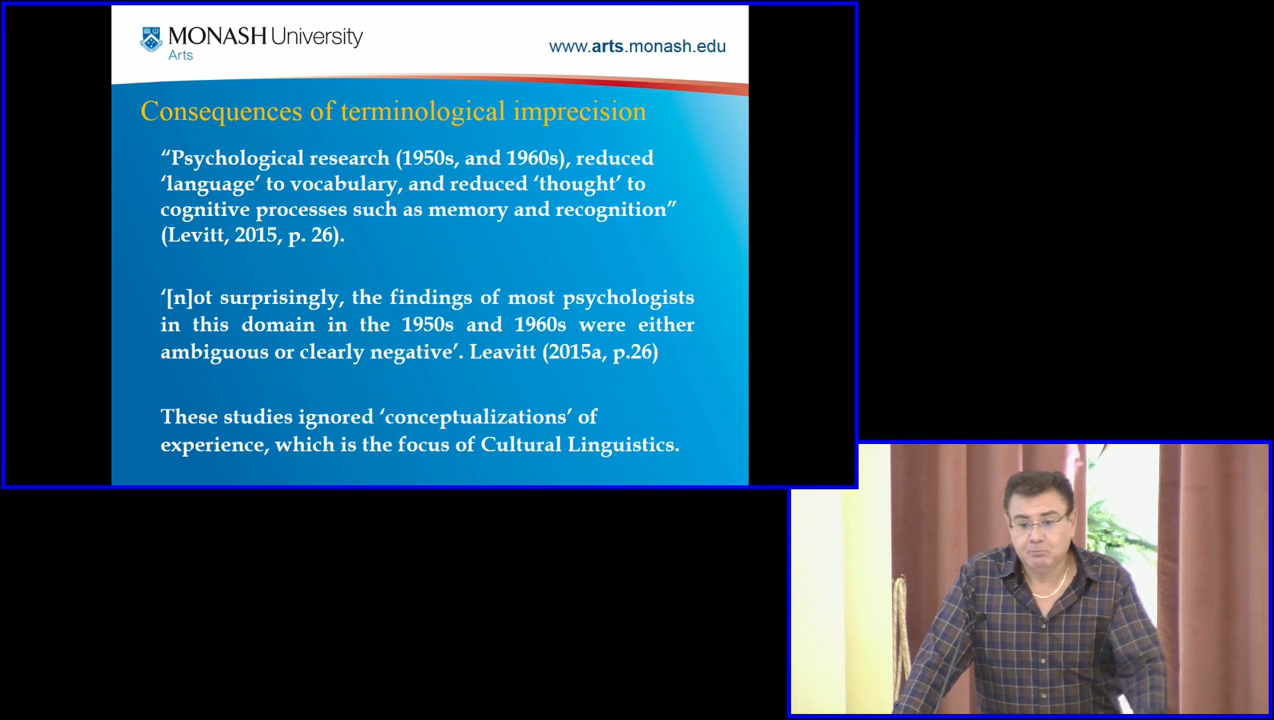 MONASH University
Arts
www.arts.monash.edu
Consequences of terminological imprecision
“Psychological research (1950s, and 1960s), reduced
‘language’ to vocabulary, and reduced ‘thought’ to
cognitive processes such as memory and recognition”
(Levitt, 2015, p. 26).
‘[n]ot surprisingly, the findings of most psychologists
in this domain in the 1950s and 1960s were either
ambiguous or clearly negative’. Leavitt (2015a, p.26)
These studies ignored ‘conceptualizations’ of
experience, which is the focus of Cultural Linguistics.